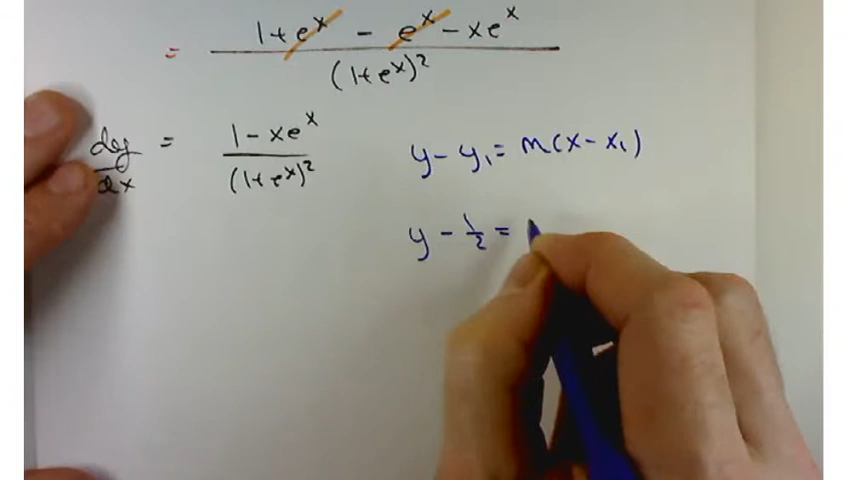 = 1 + e^x - e^x - xe^x / (1+e^x)^2
dy/dx = 1 - xe^x / (1+e^x)^2
y - y₁ = m(x - x₁)
y - 1/2 =